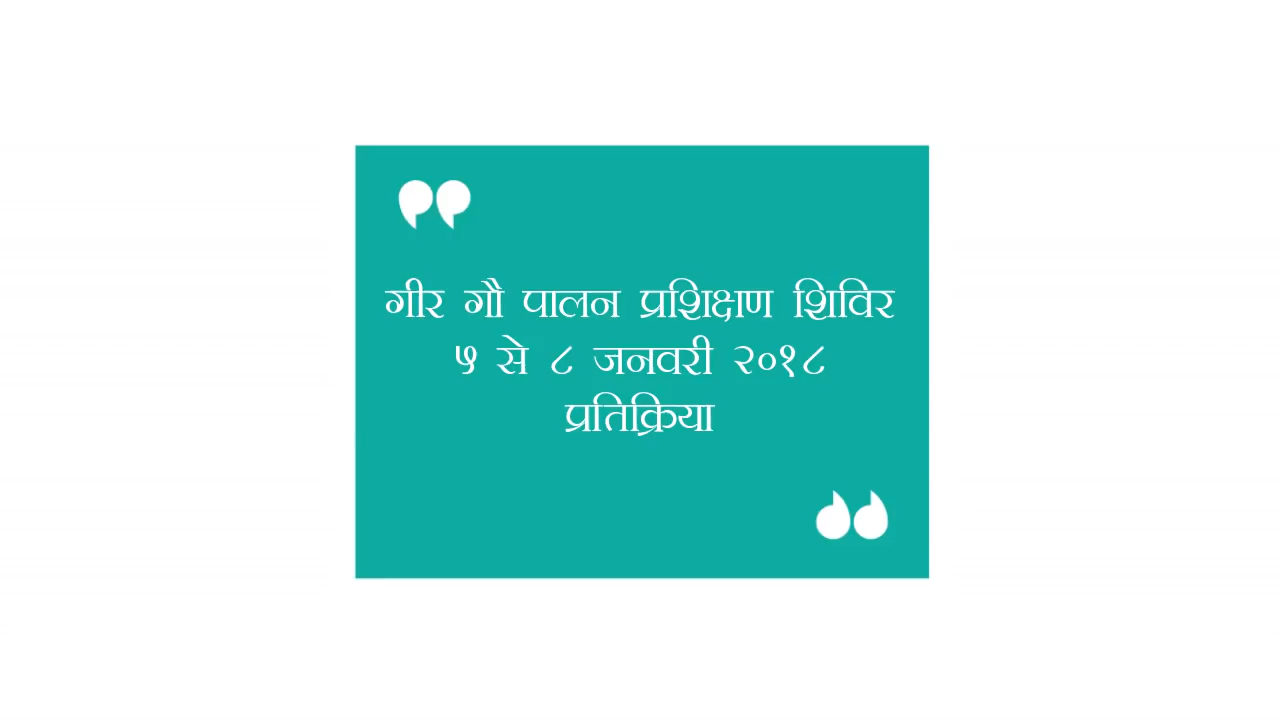 गीर गौ पालन प्रशिक्षण शिविर
५ से ८ जनवरी २०१८
प्रतिक्रिया